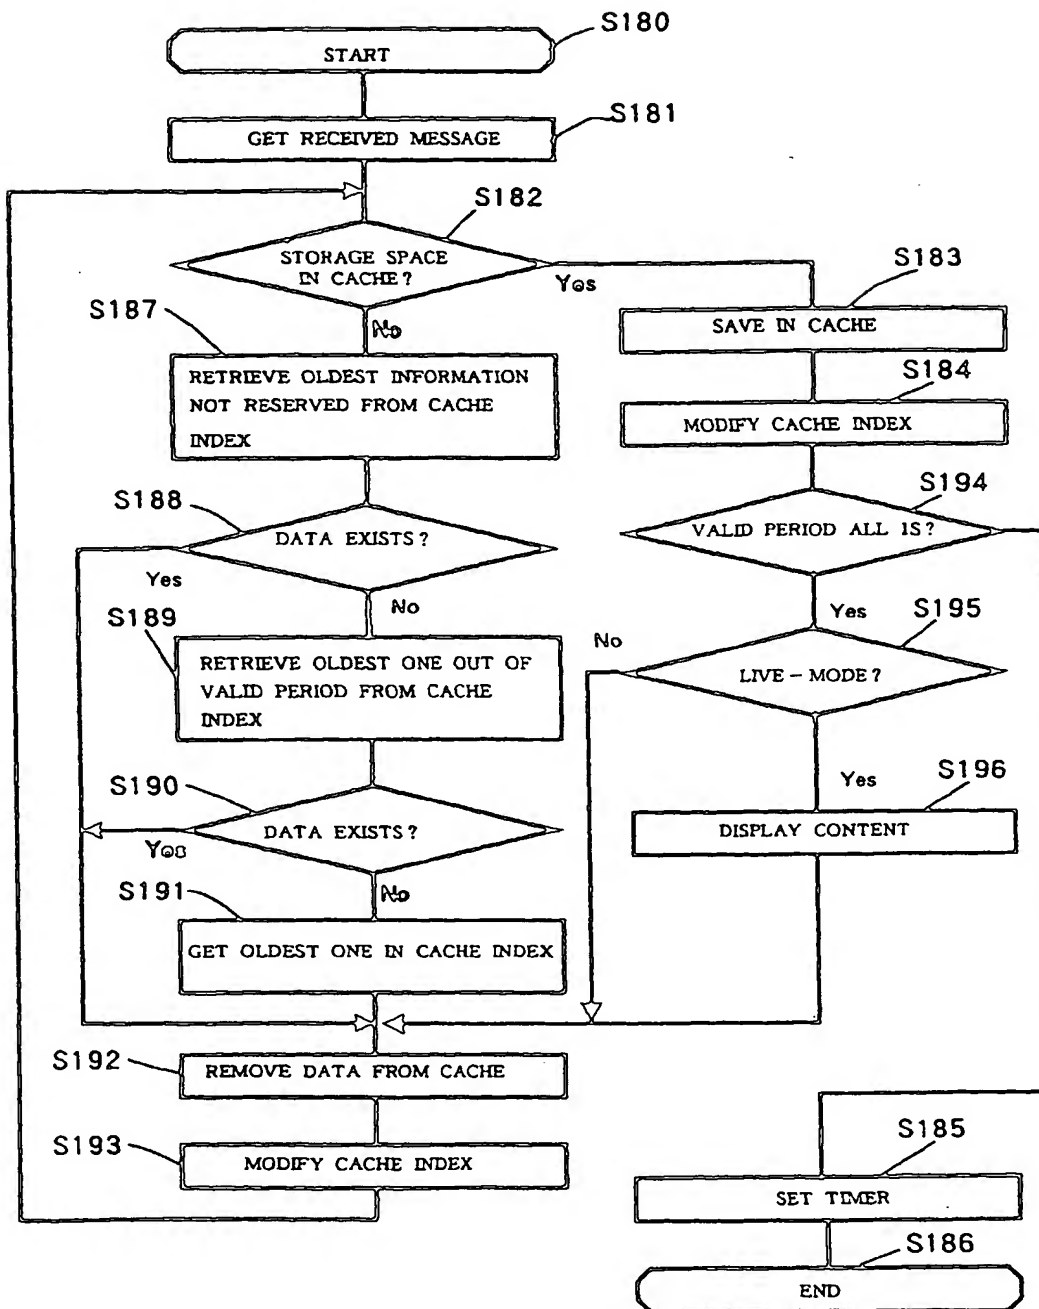 S180
START
S181
GET RECEIVED MESSAGE
S182
STORAGE SPACE
IN CACHE?
Yes
No
S183
SAVE IN CACHE
S187
RETRIEVE OLDEST INFORMATION
NOT RESERVED FROM CACHE
INDEX
S184
MODIFY CACHE INDEX
S188
DATA EXISTS?
Yes
No
S194
VALID PERIOD ALL 1S?
Yes
S189
RETRIEVE OLDEST ONE OUT OF
VALID PERIOD FROM CACHE
INDEX
S195
No
LIVE-MODE?
Yes
S190
DATA EXISTS?
Yes
No
S196
DISPLAY CONTENT
S191
GET OLDEST ONE IN CACHE INDEX
S192
REMOVE DATA FROM CACHE
S193
MODIFY CACHE INDEX
S185
SET TIMER
S186
END